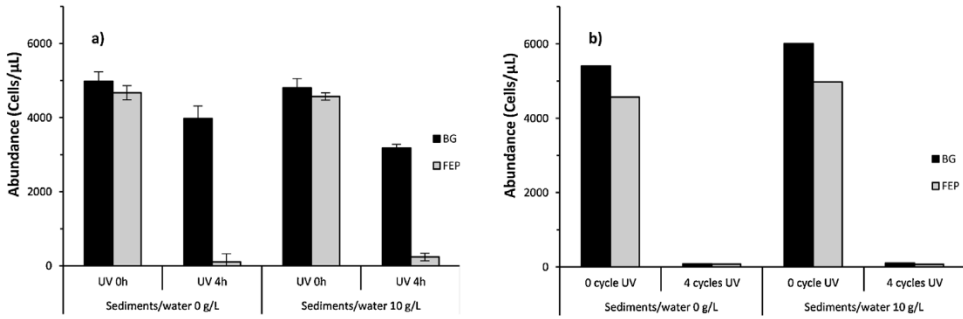 a)
Abundance (Cells/µL)
6000
4000
2000
0
BG
FEP
UV 0h UV 4h UV 0h UV 4h
Sediments/water 0 g/L Sediments/water 10 g/L
b)
Abundance (Cells/µL)
6000
4000
2000
0
BG
FEP
0 cycle UV 4 cycles UV 0 cycle UV 4 cycles UV
Sediments/water 0 g/L Sediments/water 10 g/L